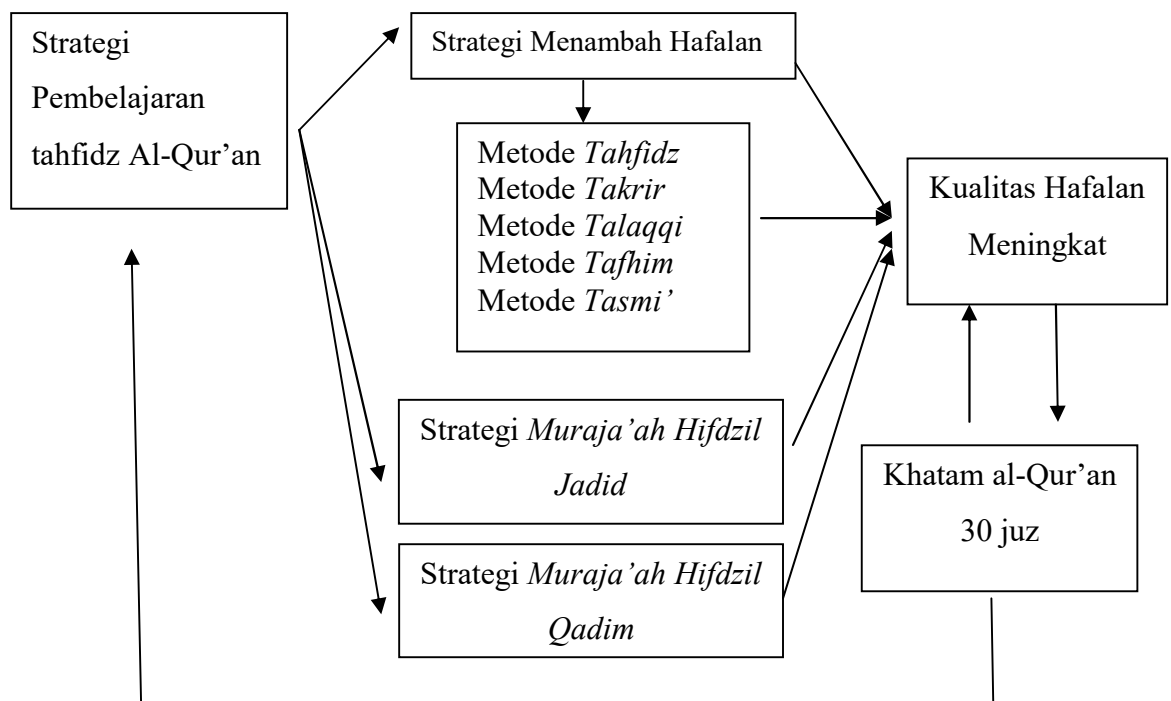 Strategi
Pembelajaran
tahfidz Al-Qur’an
Strategi Menambah Hafalan
Metode Tahfidz
Metode Takrir
Metode Talaqqi
Metode Tafhim
Metode Tasmi’
Strategi Muraja’ah Hifdzil
Jadid
Strategi Muraja’ah Hifdzil
Qadim
Kualitas Hafalan
Meningkat
Khatam al-Qur’an
30 juz